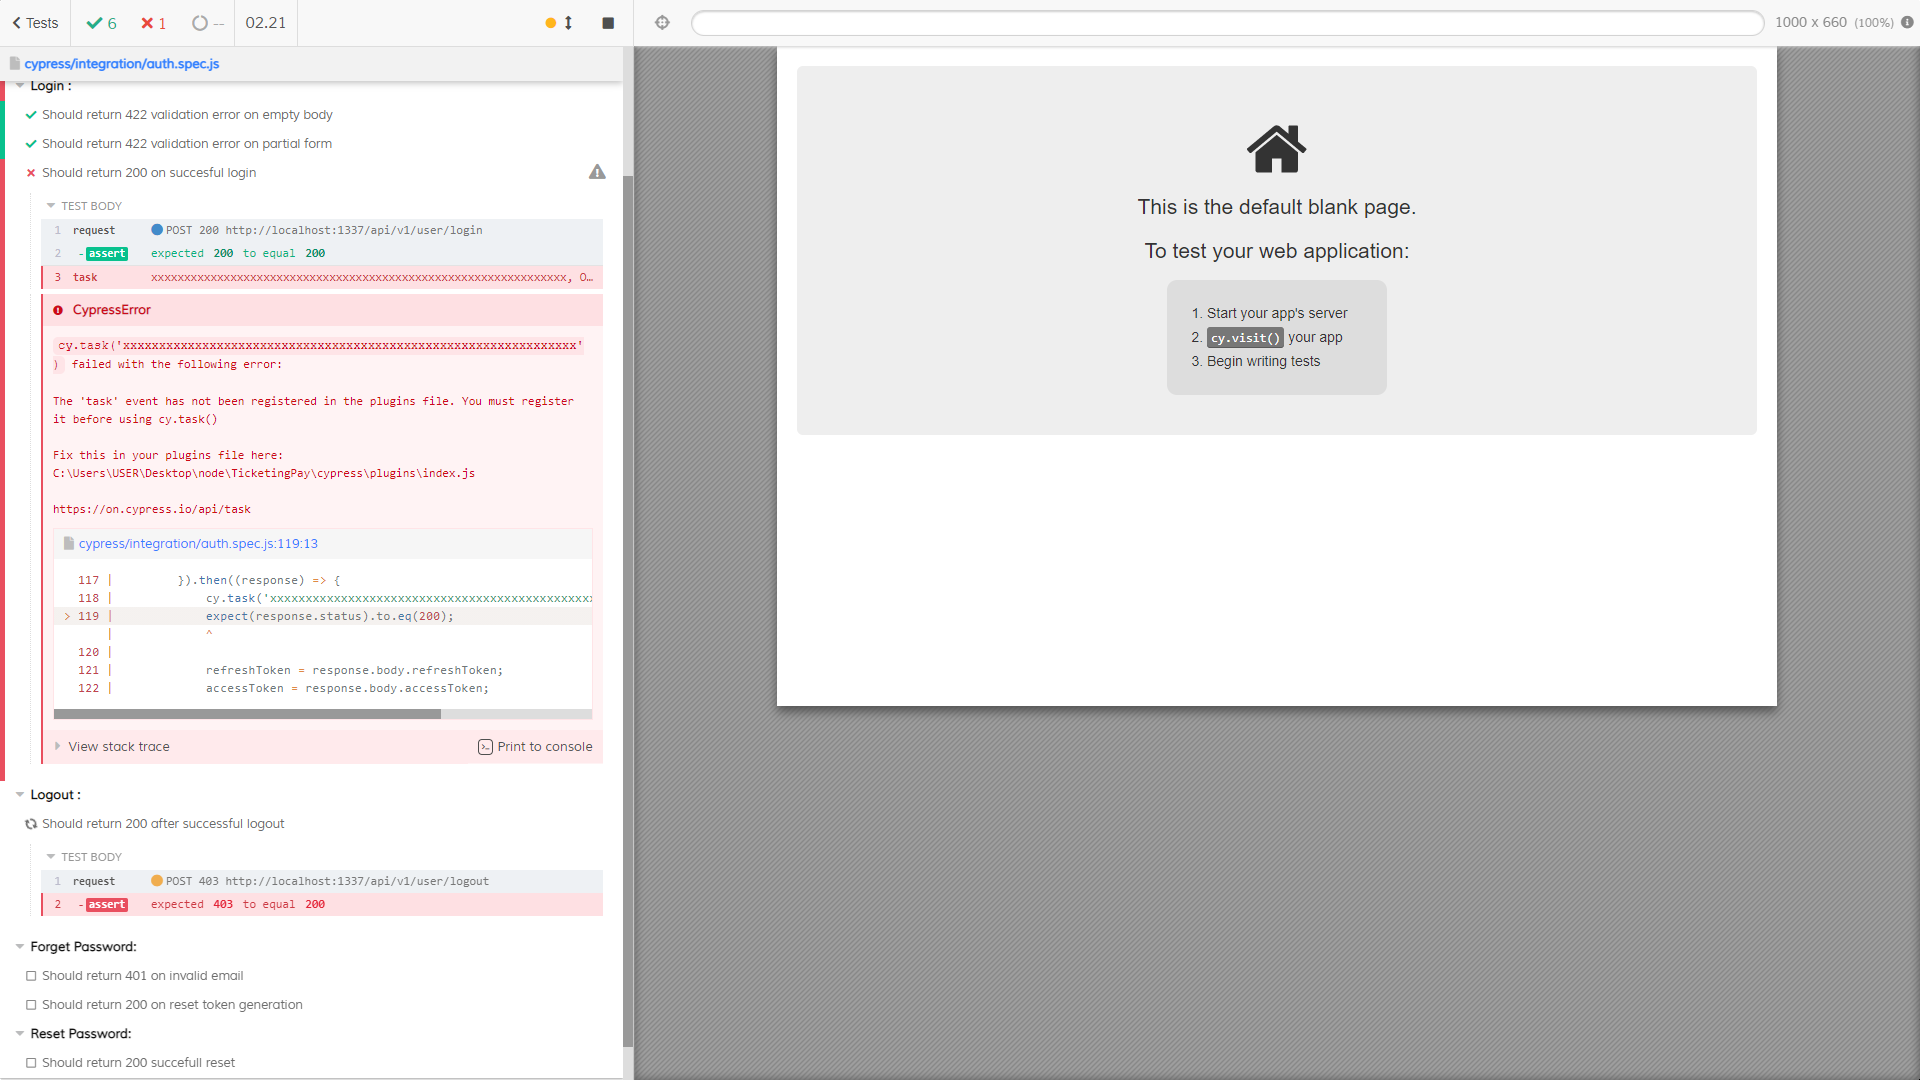 Tests 6 1 -- 02.21
1000 x 660 (100%)
cypress/integration/auth.spec.js
Login :
Should return 422 validation error on empty body
Should return 422 validation error on partial form
Should return 200 on succesful login
TEST BODY
1 request POST 200 http://localhost:1337/api/v1/user/login
2 -assert expected 200 to equal 200
3 task xxxxxxxxxxxxxxxxxxxxxxxxxxxxxxxxxxxxxxxxxxxxxxxxxxxxxxxxxxxxxxx, O…
CypressError
cy.task('xxxxxxxxxxxxxxxxxxxxxxxxxxxxxxxxxxxxxxxxxxxxxxxxxxxxxxxxxxxxxxx'
) failed with the following error:
The 'task' event has not been registered in the plugins file. You must register
it before using cy.task()
Fix this in your plugins file here:
C:\Users\USER\Desktop\node\TicketingPay\cypress\plugins\index.js
https://on.cypress.io/api/task
cypress/integration/auth.spec.js:119:13
117 | }).then((response) => {
118 | cy.task('xxxxxxxxxxxxxxxxxxxxxxxxxxxxxxxxxxxxxxxxxxxxxx
> 119 | expect(response.status).to.eq(200);
| ^
120 |
121 | refreshToken = response.body.refreshToken;
122 | accessToken = response.body.accessToken;
View stack trace
Print to console
Logout :
Should return 200 after successful logout
TEST BODY
1 request POST 403 http://localhost:1337/api/v1/user/logout
2 -assert expected 403 to equal 200
Forget Password:
Should return 401 on invalid email
Should return 200 on reset token generation
Reset Password:
Should return 200 succefull reset
This is the default blank page.
To test your web application:
1. Start your app's server
2. cy.visit() your app
3. Begin writing tests